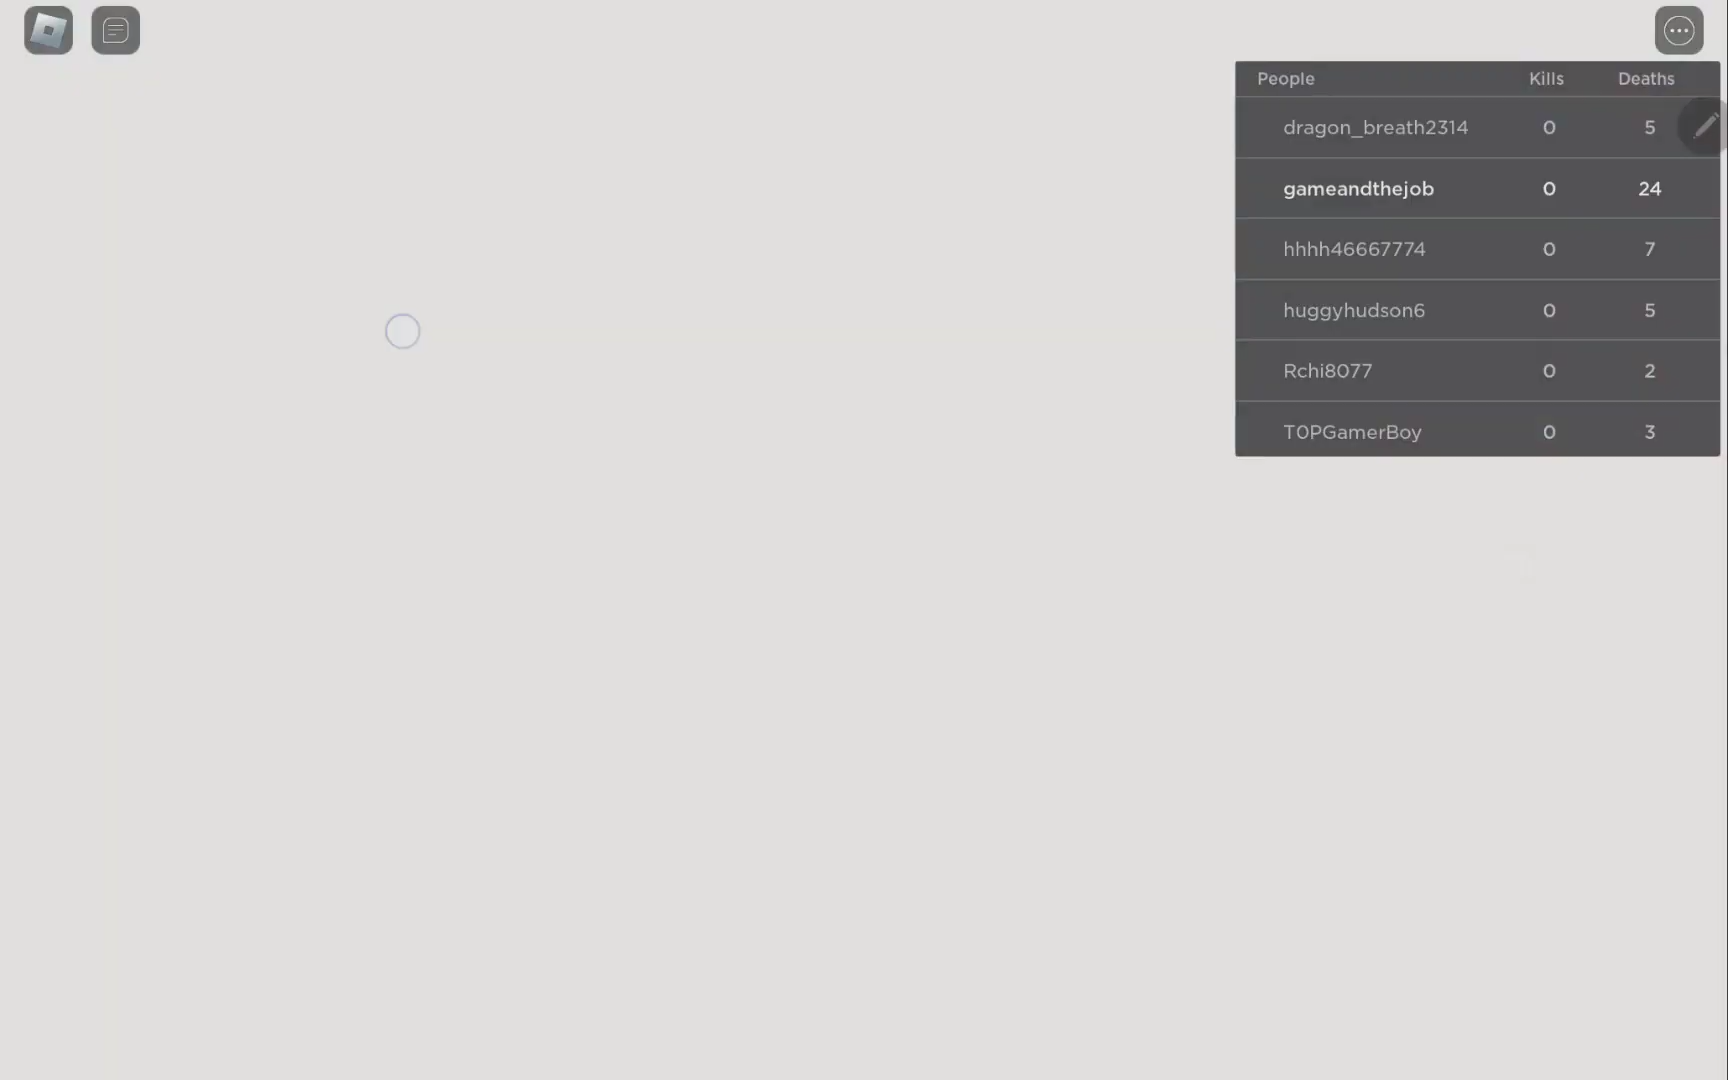 People Kills Deaths
dragon_breath2314 0 5
gameandthejob 0 24
hhhh46667774 0 7
huggyhudson6 0 5
Rchi8077 0 2
T0PGamerBoy 0 3